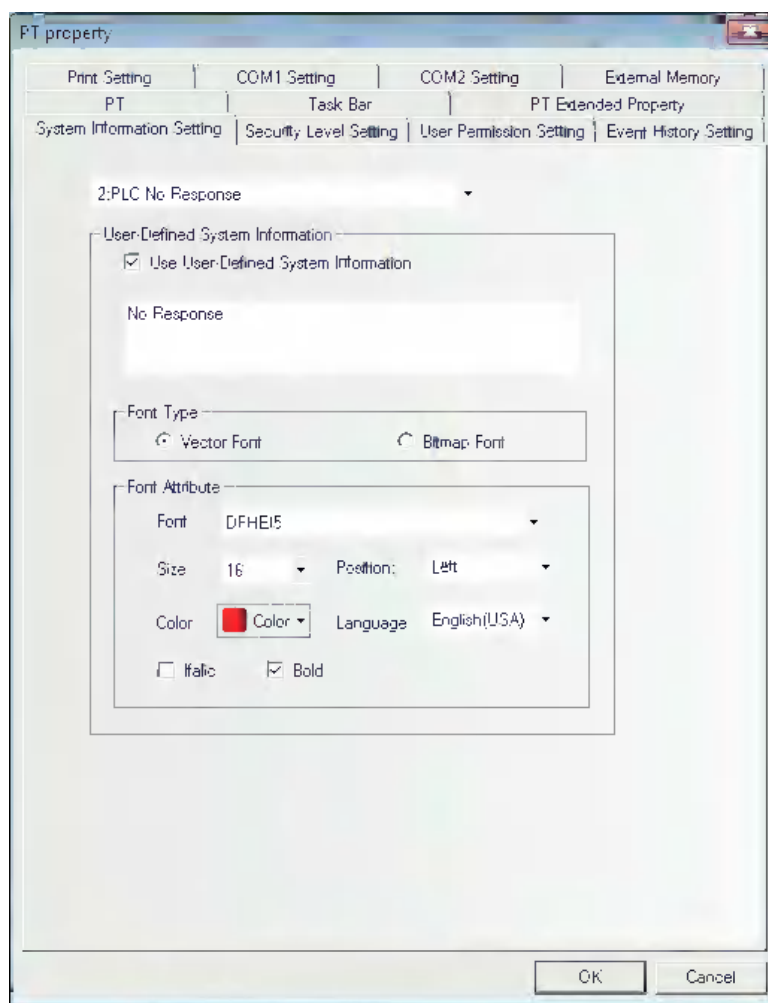 PT property
Print Setting COM1 Setting COM2 Setting External Memory
PT Task Bar PT Extended Property
System Information Setting Security Level Setting User Permission Setting Event History Setting
2:PLC No Response
User-Defined System Information
Use User-Defined System Information
No Response
Font Type
Vector Font Bitmap Font
Font Attribute
Font DFHEI5
Size 16 Position: Left
Color Color Language English(USA)
Italic Bold
OK Cancel